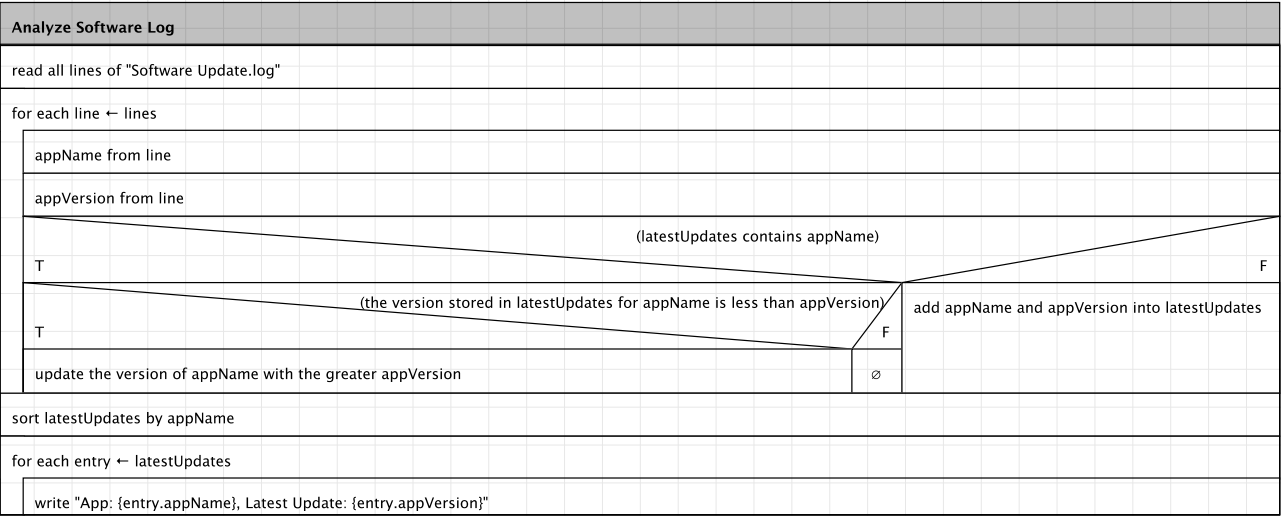 Analyze Software Log
read all lines of "Software Update.log"
for each line ← lines
appName from line
appVersion from line
(latestUpdates contains appName)
T
F
(the version stored in latestUpdates for appName is less than appVersion)
add appName and appVersion into latestUpdates
T
F
update the version of appName with the greater appVersion
∅
sort latestUpdates by appName
for each entry ← latestUpdates
write "App: {entry.appName}, Latest Update: {entry.appVersion}"